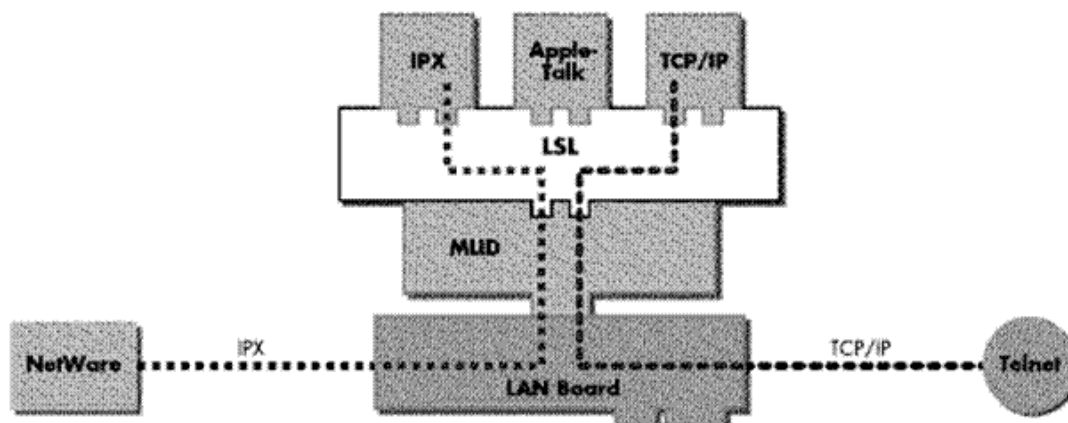 IPX
Apple-
Talk
TCP/IP
LSL
MLID
NetWare
IPX
LAN Board
TCP/IP
Telnet